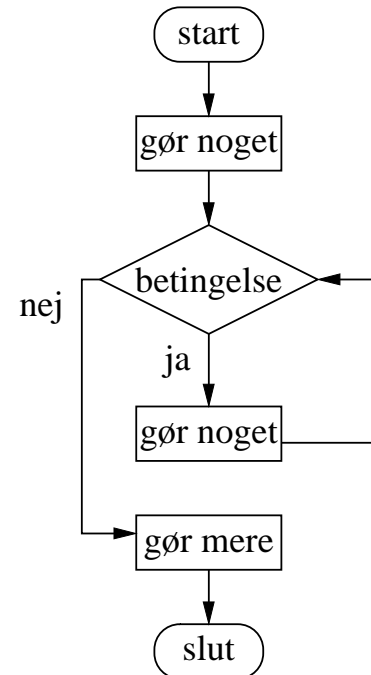 start
gør noget
betingelse
nej
ja
gør noget
gør mere
slut